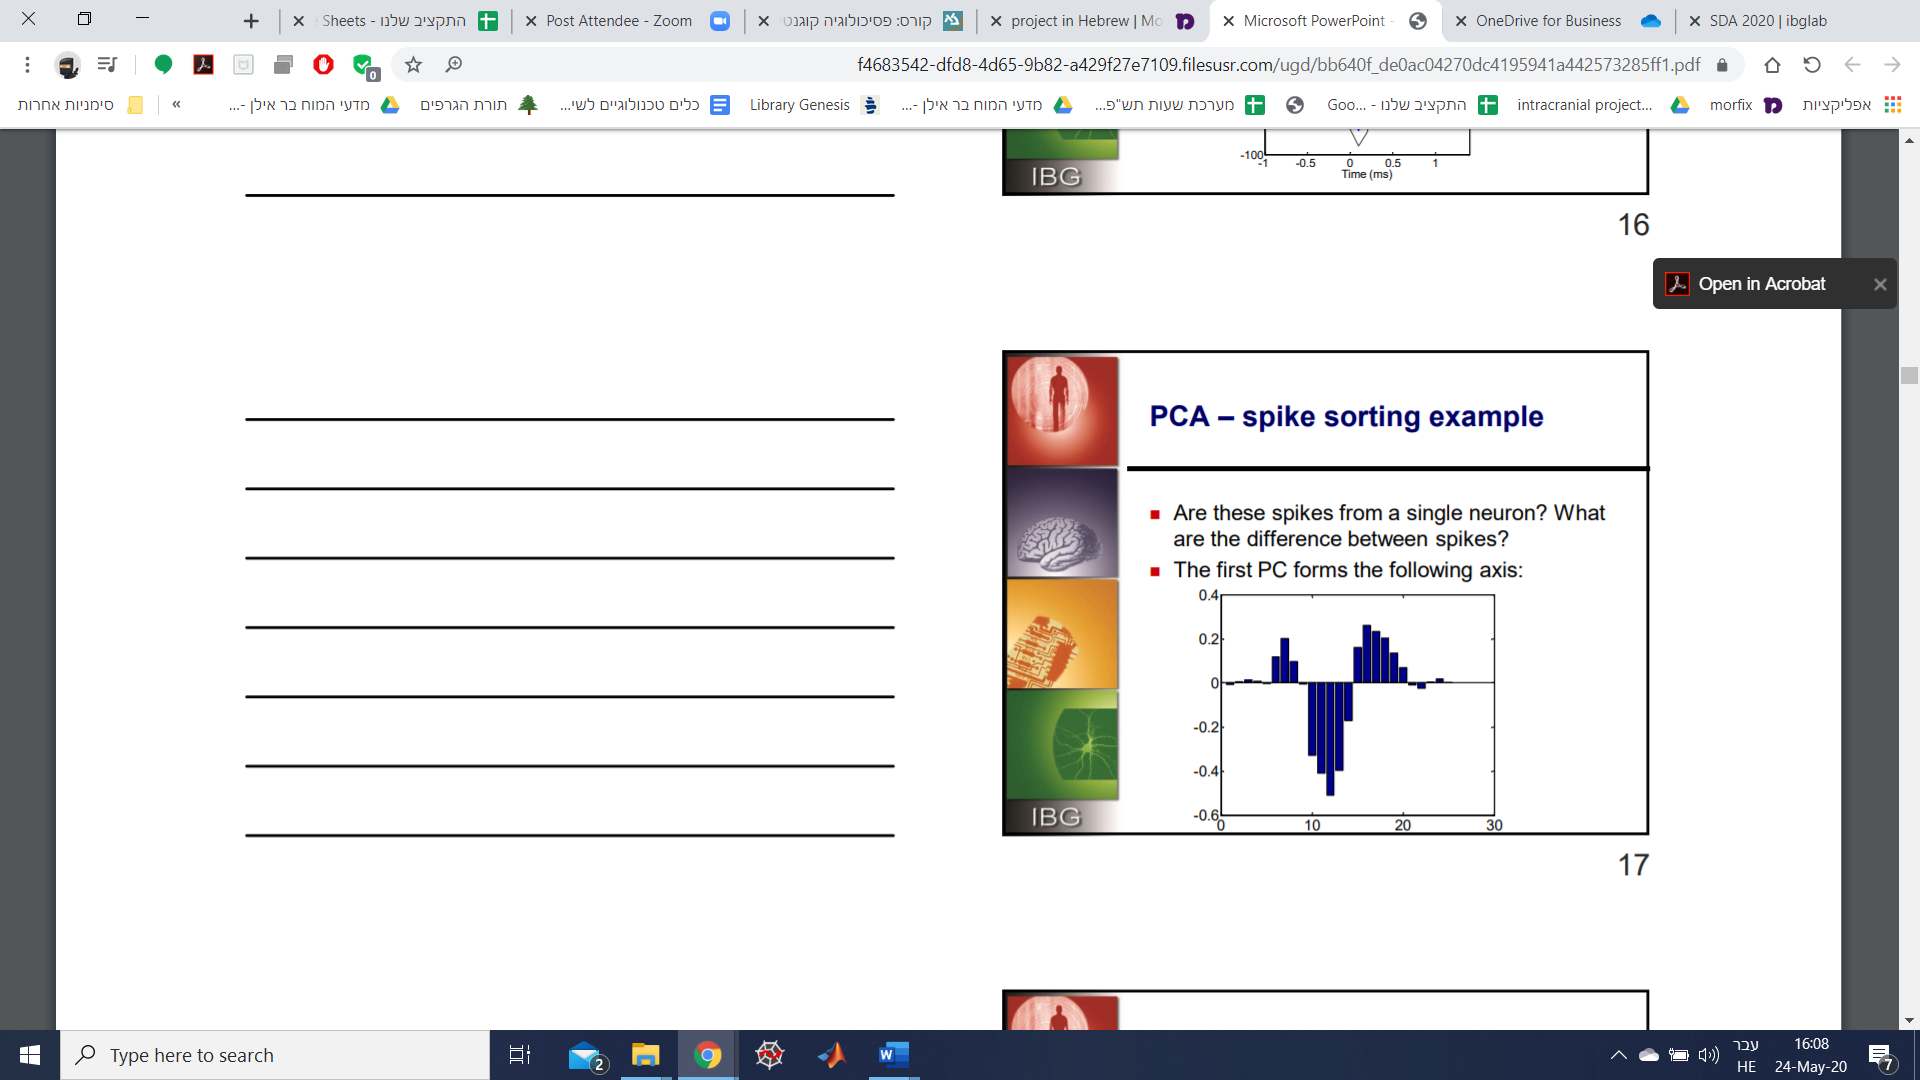 Sheets - התקציב שלנו
Post Attendee - Zoom
קורס: פסיכולוגיה קוגנטי
project in Hebrew | Mo
Microsoft PowerPoint -
OneDrive for Business
SDA 2020 | ibglab
0
f4683542-dfd8-4d65-9b82-a429f27e7109.filesusr.com/ugd/bb640f_de0ac04270dc4195941a442573285ff1.pdf
סימניות אחרות
«
מדעי המוח בר אילן -...
תורת הגרפים
כלים טכנולוגיים לשי...
Library Genesis
מדעי המוח בר אילן -...
מערכת שעות תש"פ...
Goo... - התקציב שלנו
intracranial project...
morfix
אפליקציות
-100
-1 -0.5 0 0.5 1
Time (ms)
IBG
16
Open in Acrobat
PCA – spike sorting example
Are these spikes from a single neuron? What
are the difference between spikes?
The first PC forms the following axis:
0.4
0.2
0
-0.2
-0.4
-0.6
0 10 20 30
IBG
17
Type here to search
2
עבר
HE
16:08
24-May-20
7